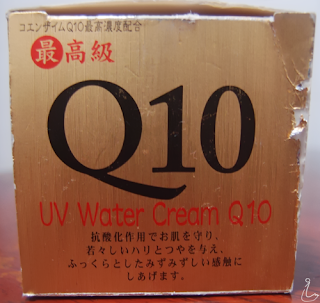 コエンザイムQ10最高濃度配合
最高級
Q10
UV Water Cream Q10
抗酸化作用でお肌を守り、
若々しいハリとつやを与え、
ふっくらとしたみずみずしい感触に
しあげます。